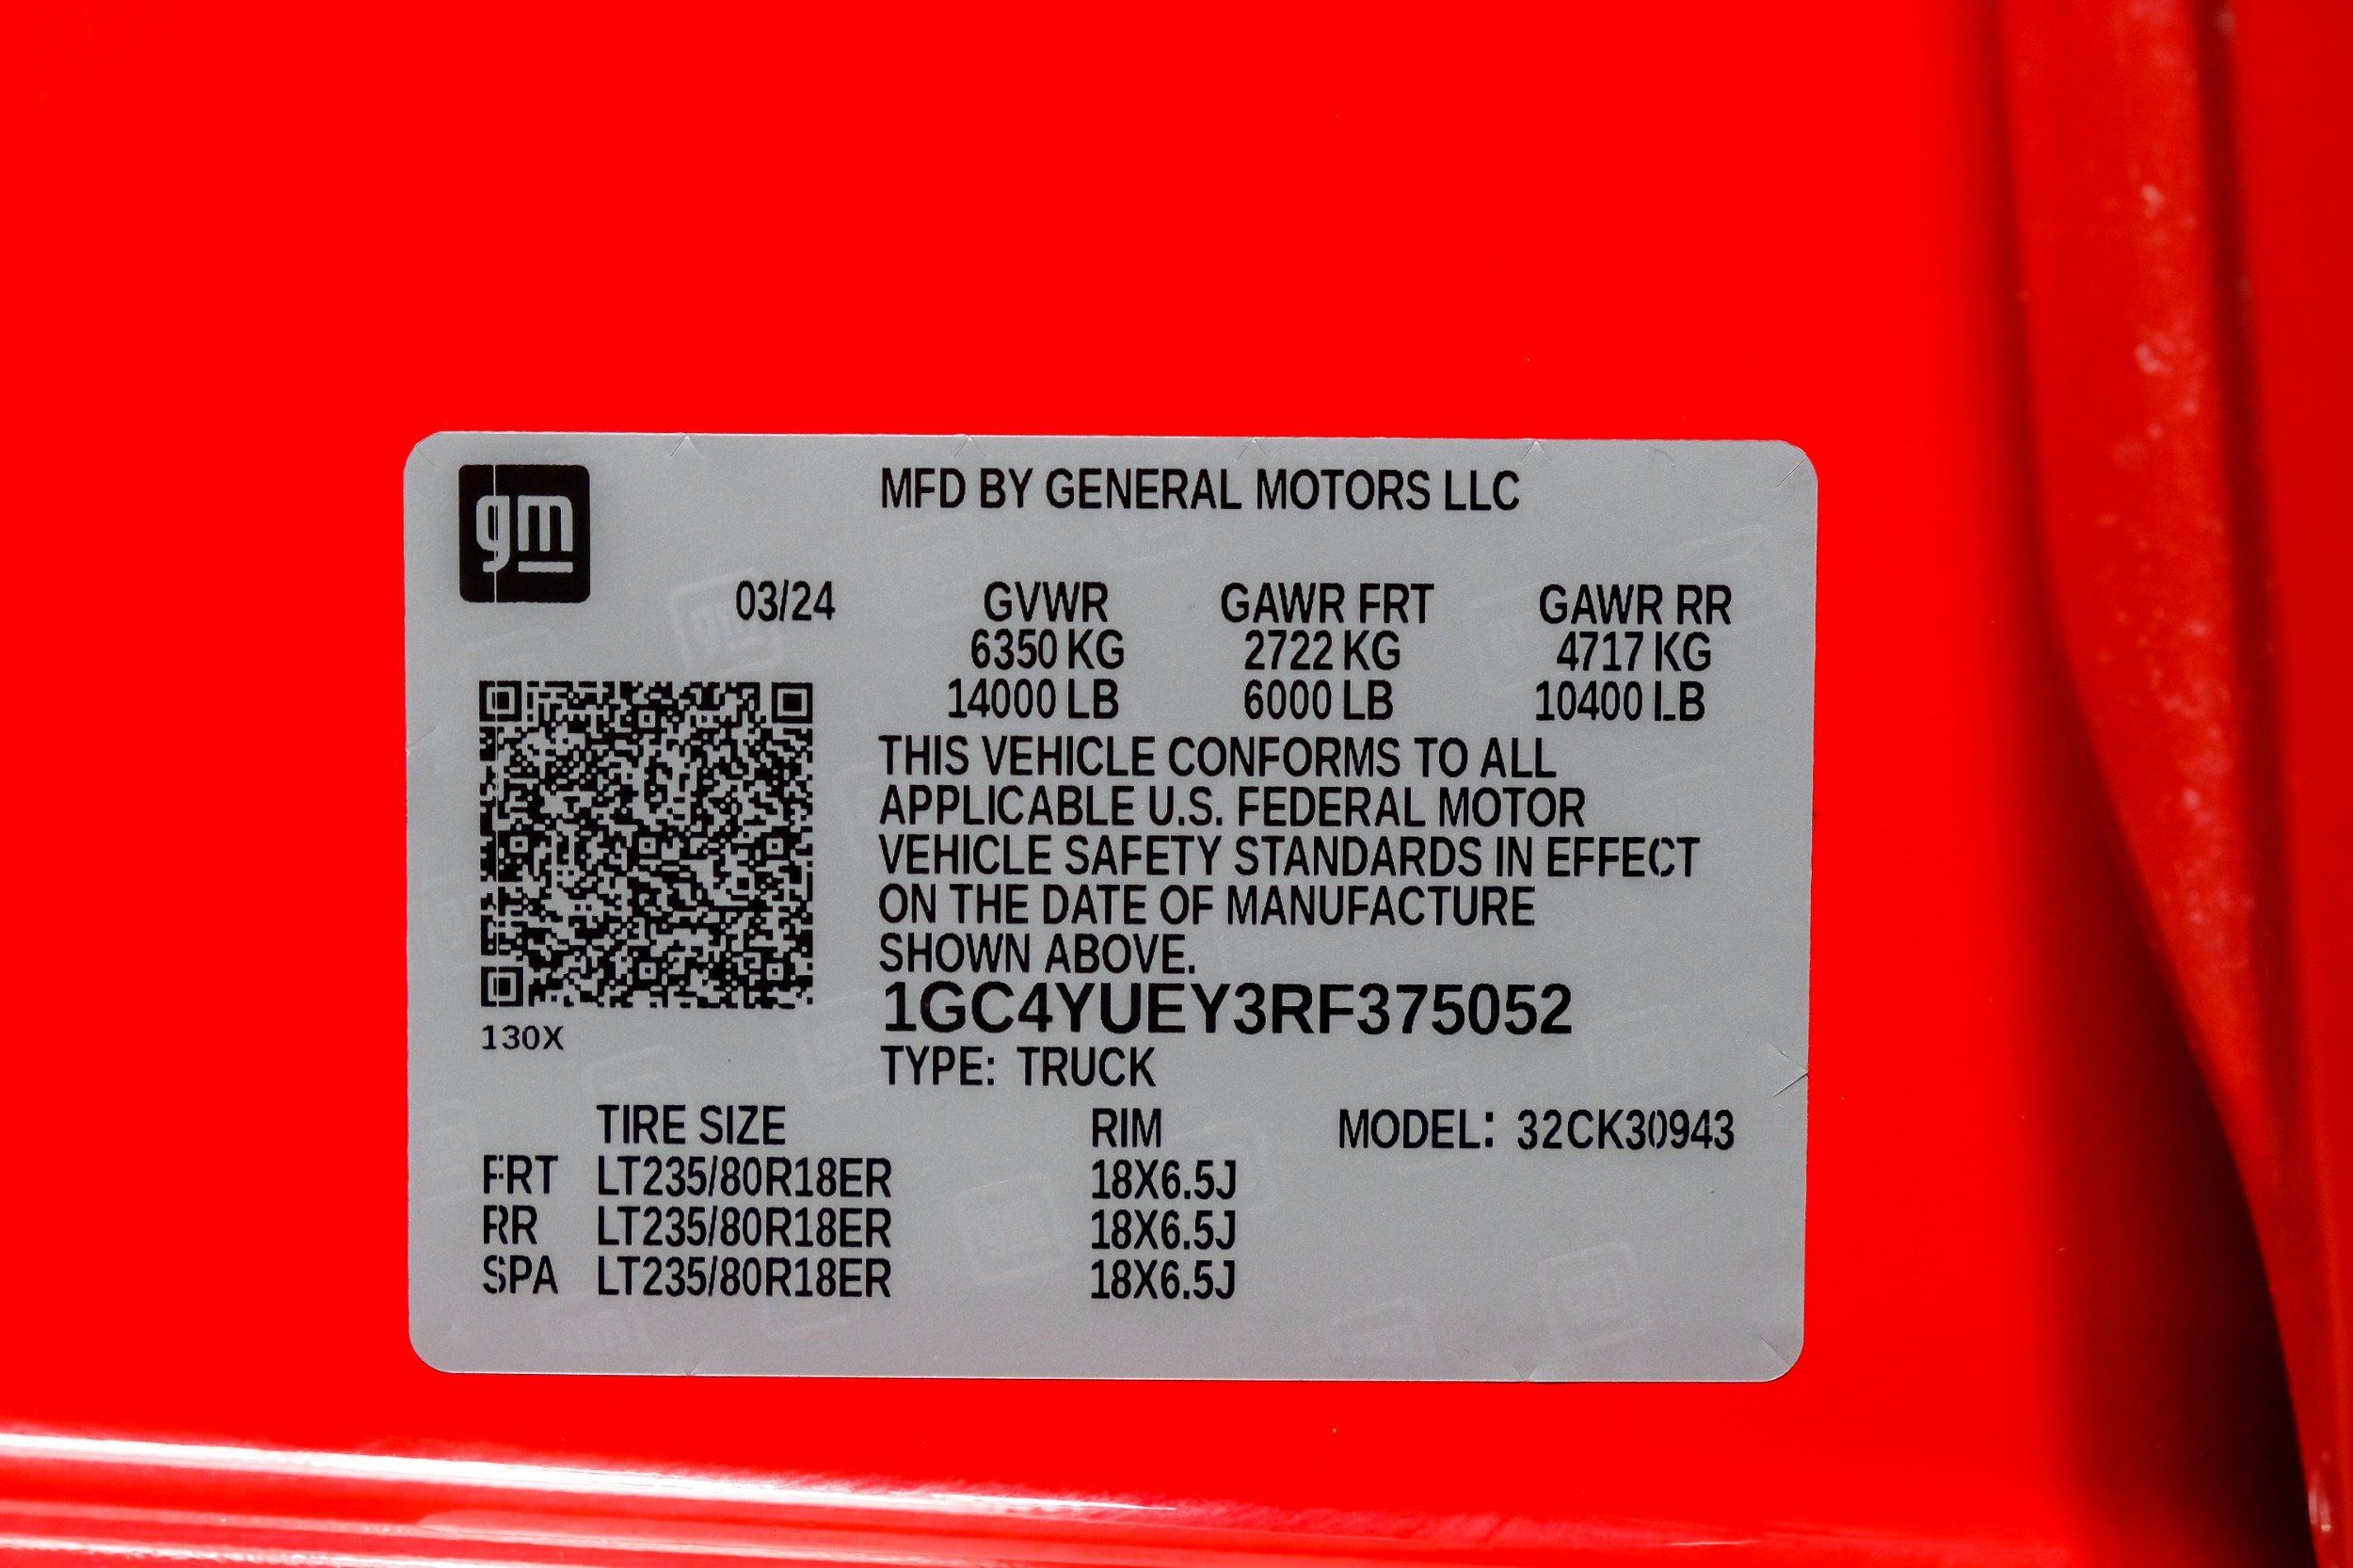 gm
MFD BY GENERAL MOTORS LLC
03/24 GVWR GAWR FRT GAWR RR
6350 KG 2722 KG 4717 KG
14000 LB 6000 LB 10400 LB
THIS VEHICLE CONFORMS TO ALL
APPLICABLE U.S. FEDERAL MOTOR
VEHICLE SAFETY STANDARDS IN EFFECT
ON THE DATE OF MANUFACTURE
SHOWN ABOVE.
1GC4YUEY3RF375052
130X
TYPE: TRUCK
TIRE SIZE RIM MODEL: 32CK30943
FRT LT235/80R18ER 18X6.5J
RR LT235/80R18ER 18X6.5J
SPA LT235/80R18ER 18X6.5J